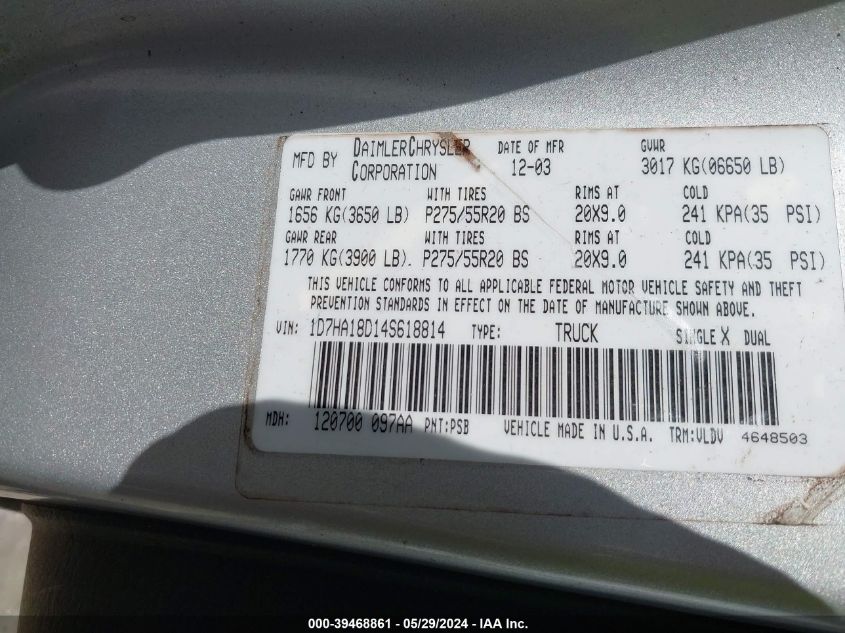 MFD BY DAIMLERCHRYSLER CORPORATION DATE OF MFR 12-03 GVWR 3017 KG(06650 LB)
GAWR FRONT WITH TIRES RIMS AT COLD
1656 KG(3650 LB) P275/55R20 BS 20X9.0 241 KPA(35 PSI)
GAWR REAR WITH TIRES RIMS AT COLD
1770 KG(3900 LB). P275/55R20 BS 20X9.0 241 KPA(35 PSI)
THIS VEHICLE CONFORMS TO ALL APPLICABLE FEDERAL MOTOR VEHICLE SAFETY AND THEFT
PREVENTION STANDARDS IN EFFECT ON THE DATE OF MANUFACTURE SHOWN ABOVE.
VIN: 1D7HA18D14S618814 TYPE: TRUCK SINGLE X DUAL
MDH: 120700 097AA PNT:PSB VEHICLE MADE IN U.S.A. TRM:VLDV 4648503
000-39468861 - 05/29/2024 - IAA Inc.